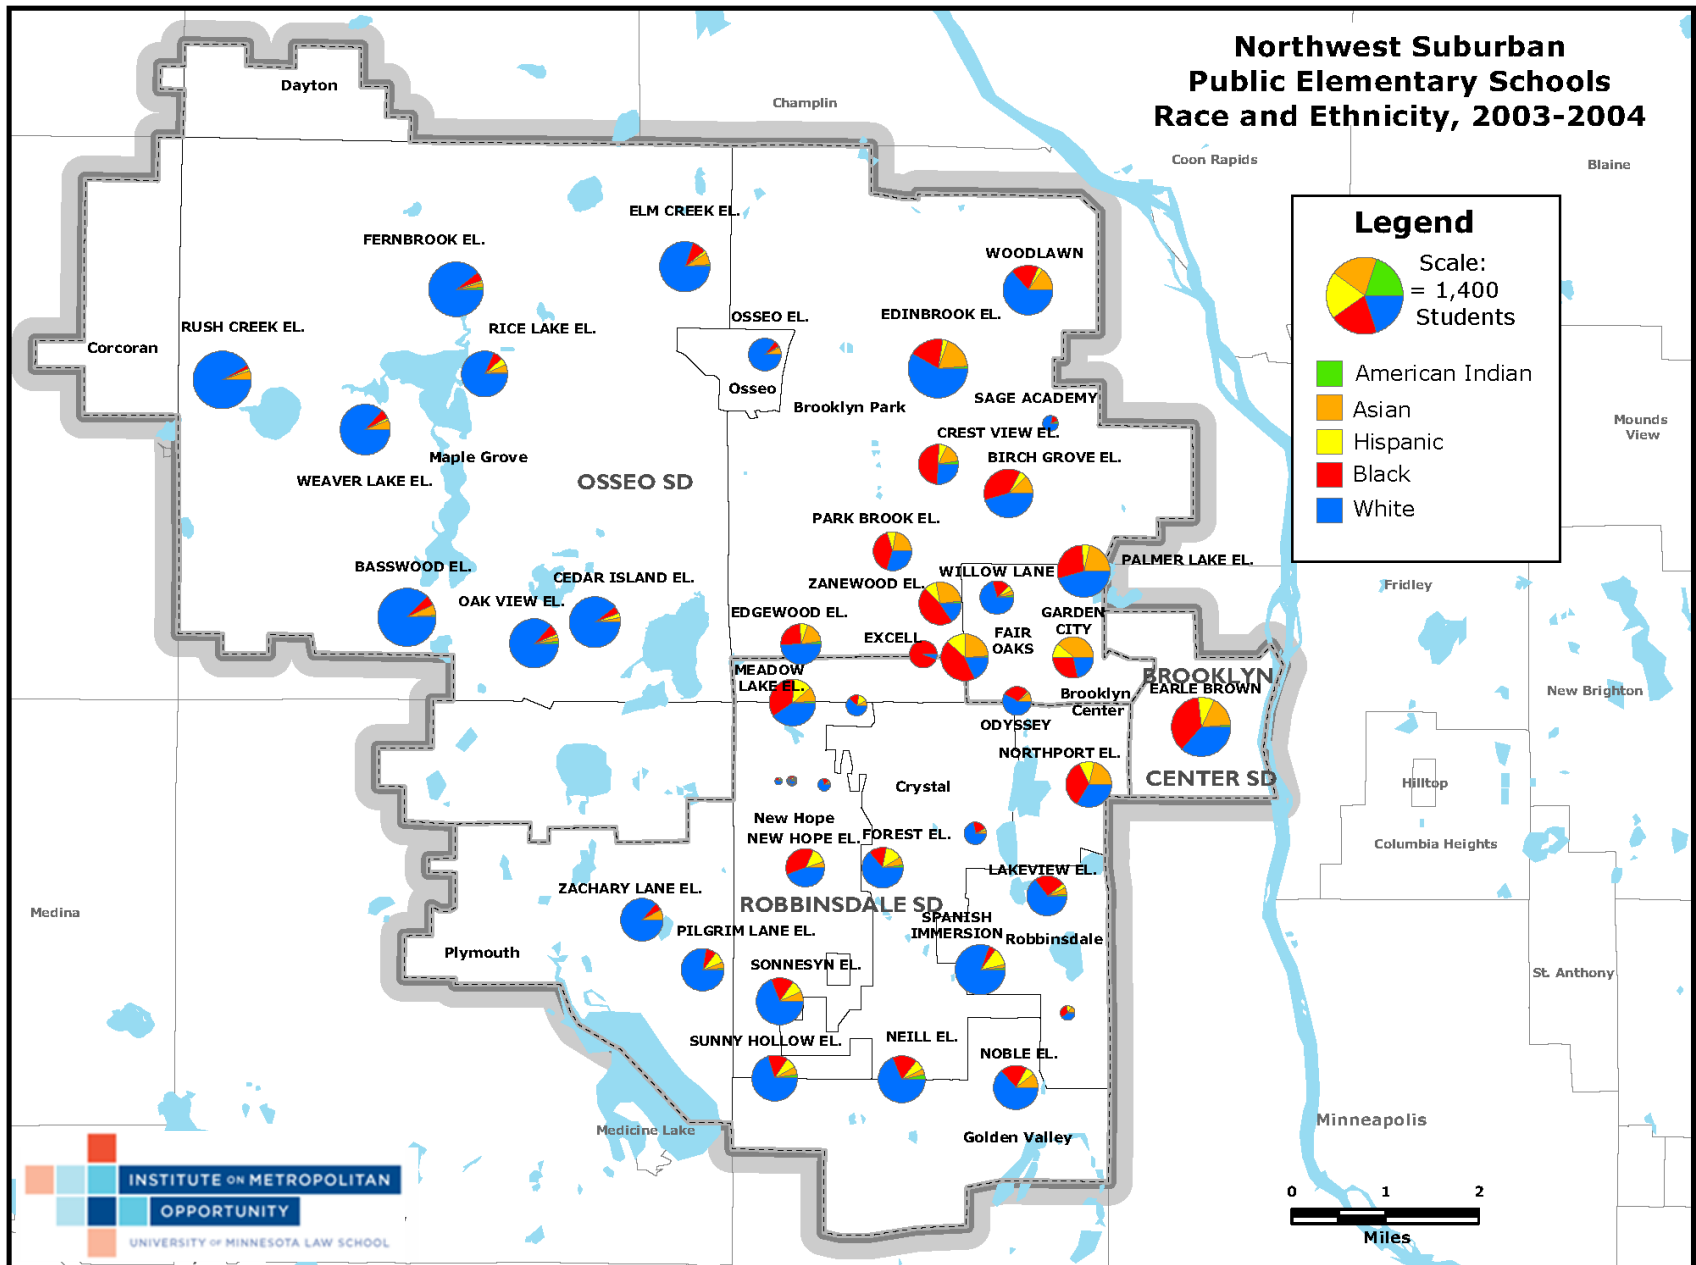 Northwest Suburban
Public Elementary Schools
Race and Ethnicity, 2003-2004
Dayton
Champlin
Coon Rapids
Blaine
Legend
Scale:
= 1,400
Students
American Indian
Asian
Hispanic
Black
White
ELM CREEK EL.
FERNBROOK EL.
WOODLAWN
RUSH CREEK EL.
RICE LAKE EL.
OSSEO EL.
EDINBROOK EL.
Corcoran
Osseo
Brooklyn Park
SAGE ACADEMY
Mounds
View
CREST VIEW EL.
Maple Grove
BIRCH GROVE EL.
WEAVER LAKE EL.
OSSEO SD
PARK BROOK EL.
BASSWOOD EL.
CEDAR ISLAND EL.
ZANEWOOD EL.
WILLOW LANE
PALMER LAKE EL.
Fridley
OAK VIEW EL.
EDGEWOOD EL.
GARDEN
CITY
EXCELL
FAIR
OAKS
MEADOW
LAKE EL.
BROOKLYN
EARLE BROWN
New Brighton
Brooklyn
Center
ODYSSEY
NORTHPORT EL.
CENTER SD
Crystal
Hilltop
New Hope
NEW HOPE EL.
FOREST EL.
Columbia Heights
LAKEVIEW EL.
ZACHARY LANE EL.
ROBBINSDALE SD
Medina
SPANISH
IMMERSION
PILGRIM LANE EL.
Robbinsdale
Plymouth
SONNESYN EL.
St. Anthony
SUNNY HOLLOW EL.
NEILL EL.
NOBLE EL.
Minneapolis
Medicine Lake
Golden Valley
INSTITUTE ON METROPOLITAN
OPPORTUNITY
UNIVERSITY OF MINNESOTA LAW SCHOOL
0 1 2
Miles